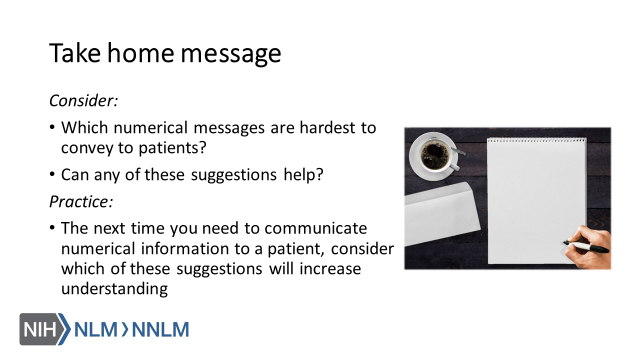 Take home message
Consider:
• Which numerical messages are hardest to
convey to patients?
• Can any of these suggestions help?
Practice:
• The next time you need to communicate
numerical information to a patient, consider
which of these suggestions will increase
understanding
NIH NLM NNLM